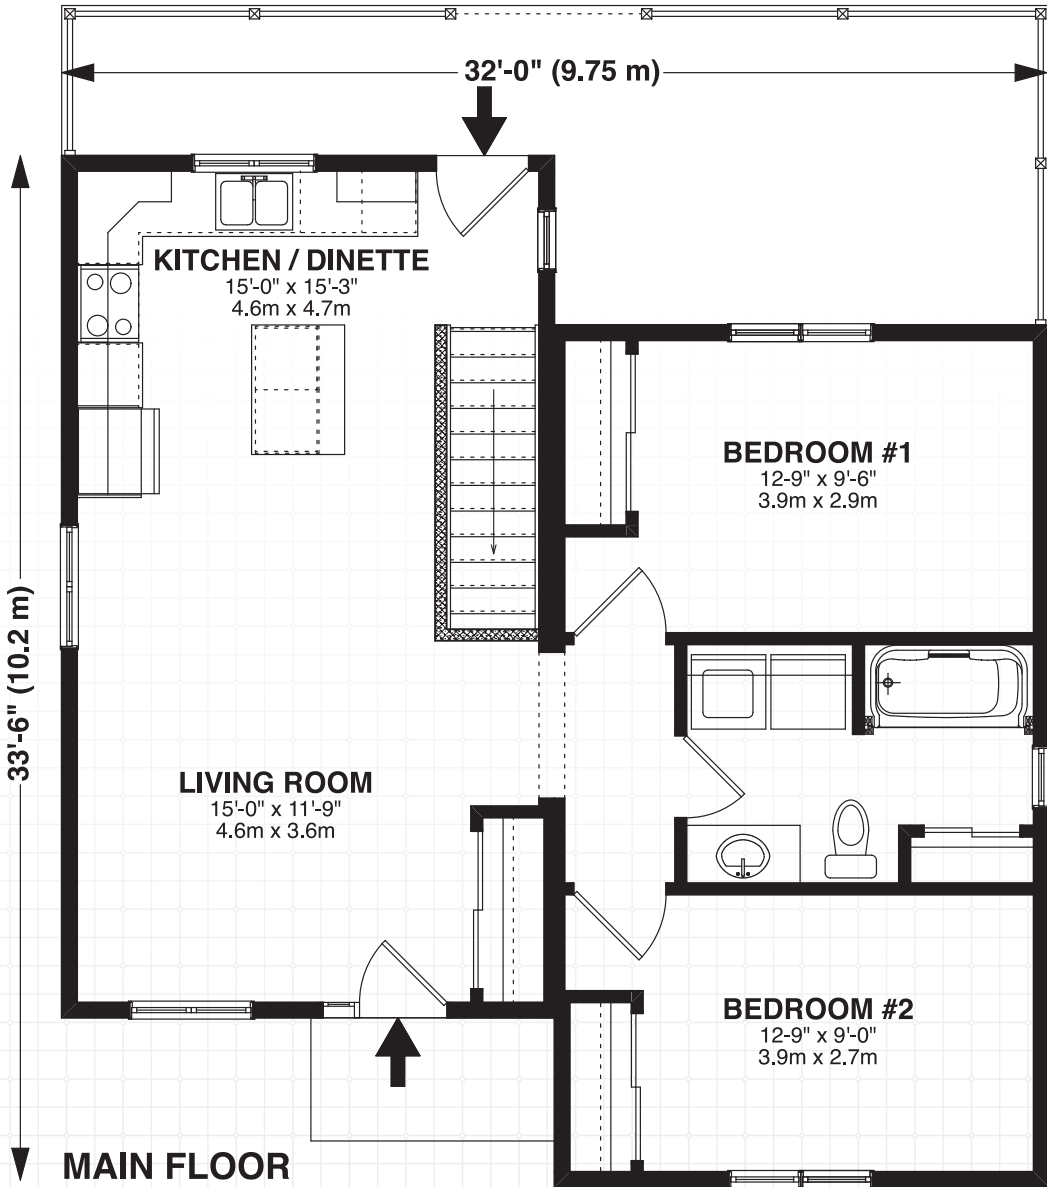 32'-0" (9.75 m)
KITCHEN / DINETTE
15'-0" x 15'-3"
4.6m x 4.7m
BEDROOM #1
12-9" x 9'-6"
3.9m x 2.9m
33'-6" (10.2 m)
LIVING ROOM
15'-0" x 11'-9"
4.6m x 3.6m
BEDROOM #2
12-9" x 9'-0"
3.9m x 2.7m
MAIN FLOOR